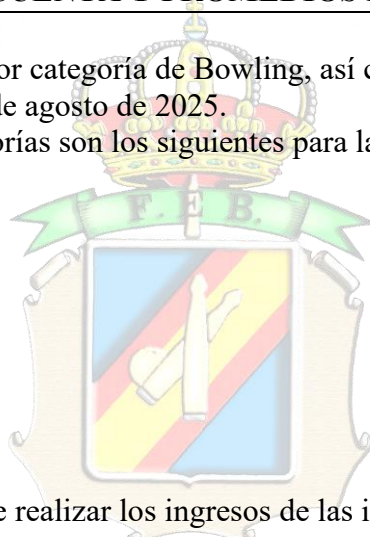 or categoría de Bowling, así
de agosto de 2025.
orías son los siguientes para la
F. E. B.
e realizar los ingresos de las i